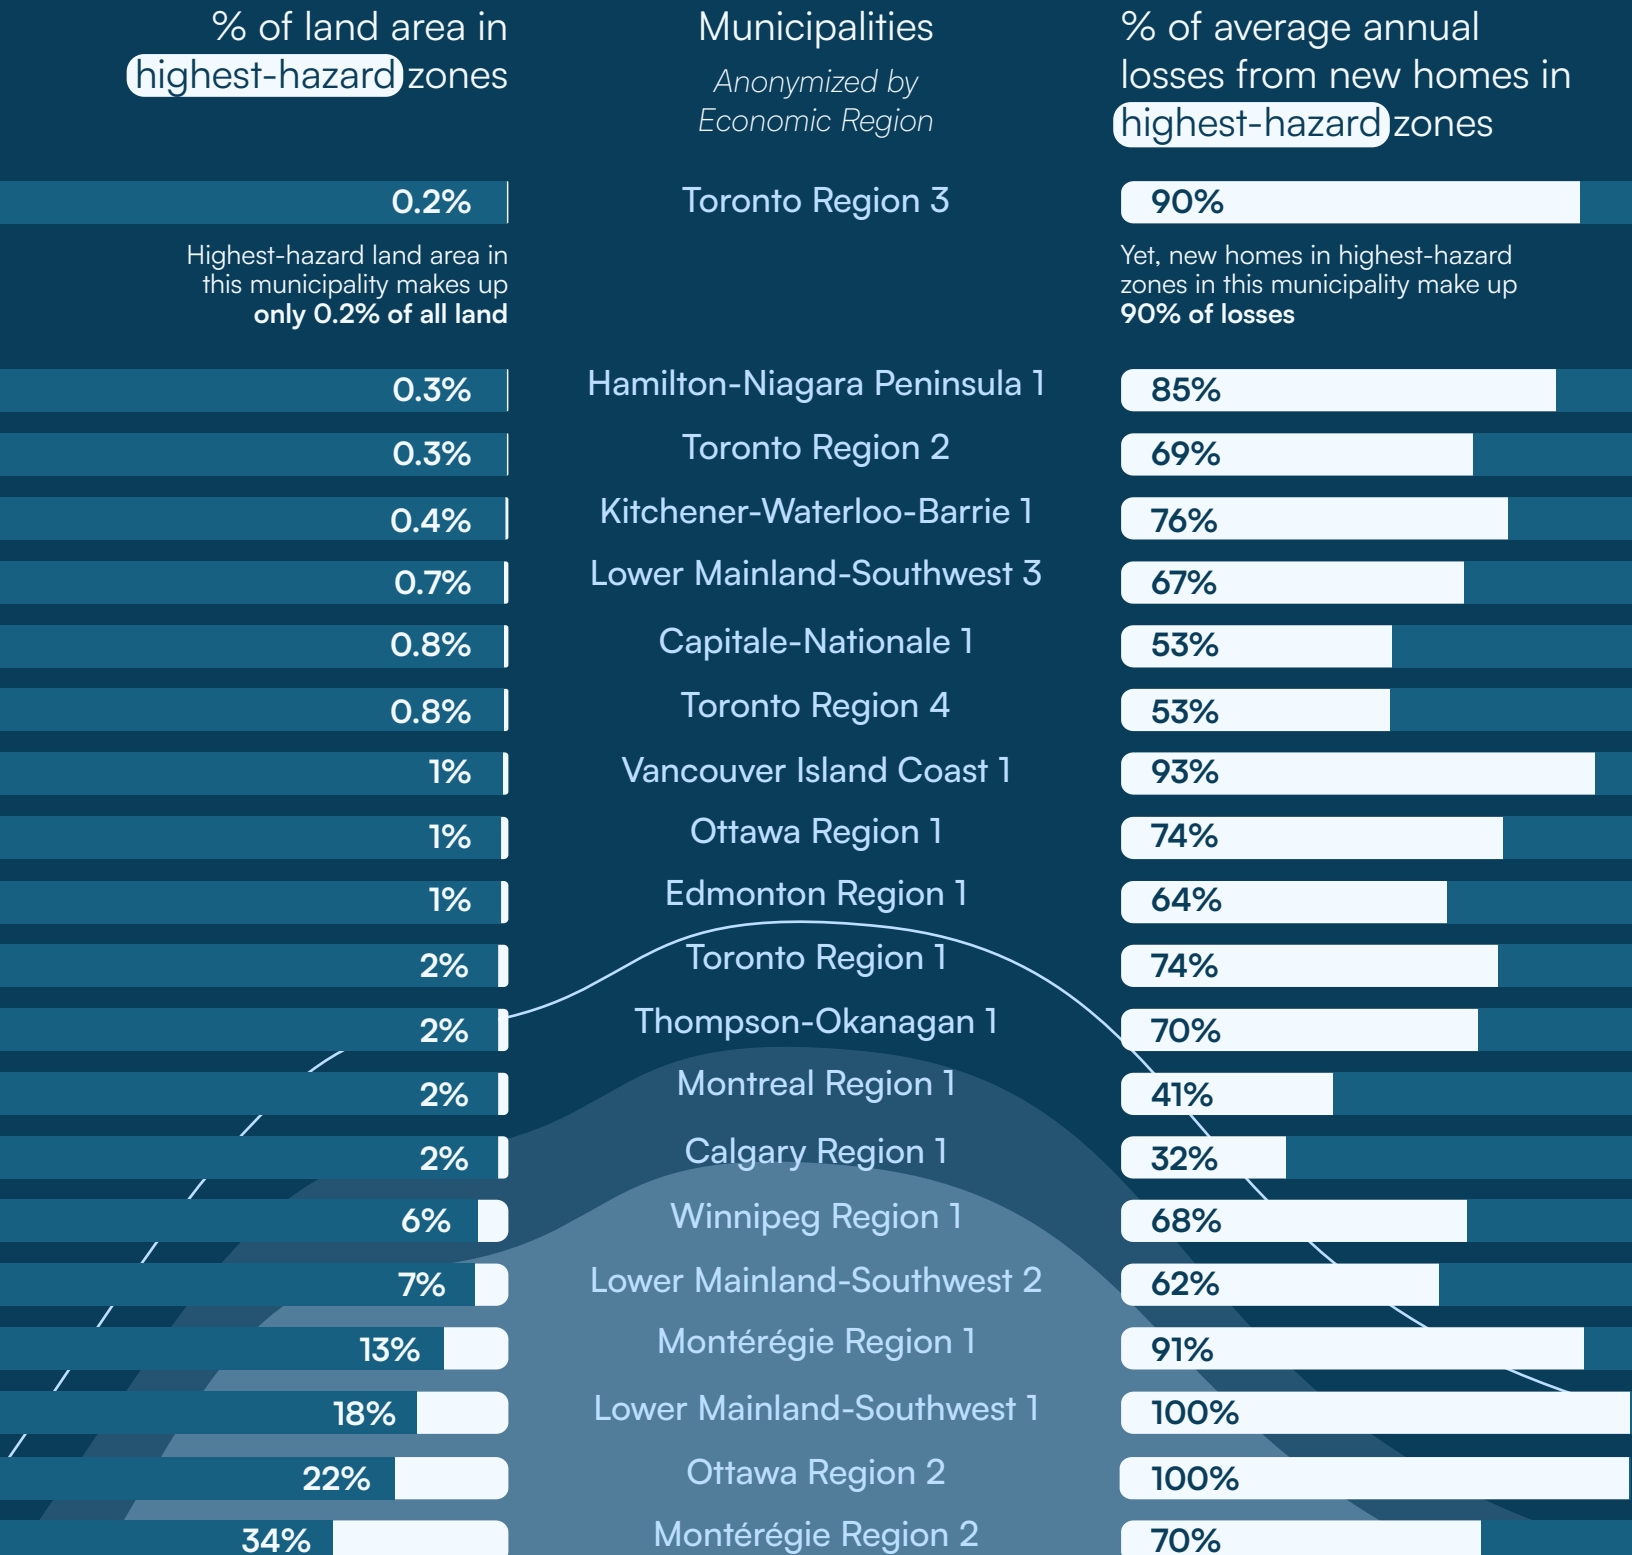 % of land area in
highest-hazard zones
Municipalities
Anonymized by
Economic Region
% of average annual
losses from new homes in
highest-hazard zones
0.2%
Toronto Region 3
90%
Highest-hazard land area in
this municipality makes up
only 0.2% of all land
Yet, new homes in highest-hazard
zones in this municipality make up
90% of losses
0.3%
Hamilton-Niagara Peninsula 1
85%
0.3%
Toronto Region 2
69%
0.4%
Kitchener-Waterloo-Barrie 1
76%
0.7%
Lower Mainland-Southwest 3
67%
0.8%
Capitale-Nationale 1
53%
0.8%
Toronto Region 4
53%
1%
Vancouver Island Coast 1
93%
1%
Ottawa Region 1
74%
1%
Edmonton Region 1
64%
2%
Toronto Region 1
74%
2%
Thompson-Okanagan 1
70%
2%
Montreal Region 1
41%
2%
Calgary Region 1
32%
6%
Winnipeg Region 1
68%
7%
Lower Mainland-Southwest 2
62%
13%
Montérégie Region 1
91%
18%
Lower Mainland-Southwest 1
100%
22%
Ottawa Region 2
100%
34%
Montérégie Region 2
70%